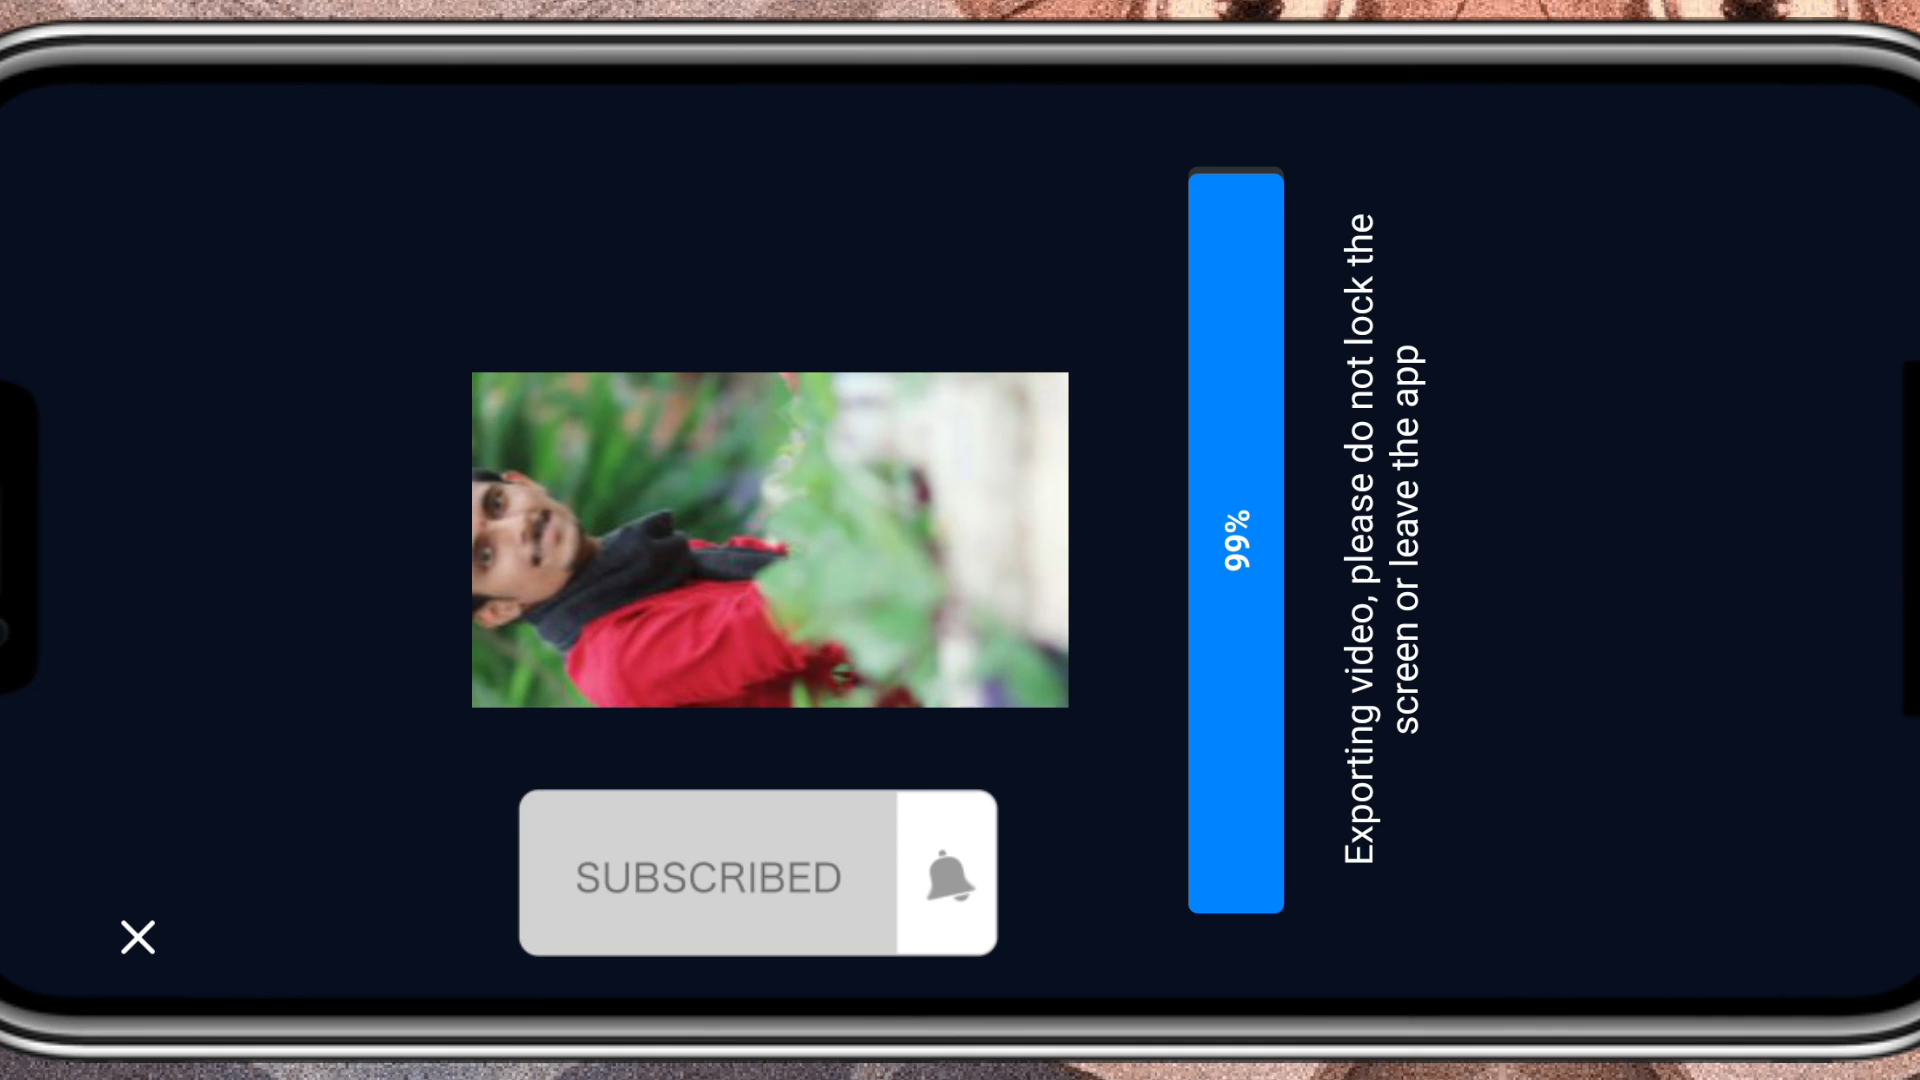 99%
Exporting video, please do not lock the
screen or leave the app
SUBSCRIBED